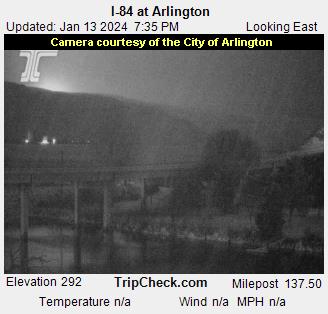 I-84 at Arlington
Updated: Jan 13 2024 7:35 PM Looking East
Camera courtesy of the City of Arlington
Elevation 292 TripCheck.com Milepost 137.50
Temperature n/a Wind n/a MPH n/a